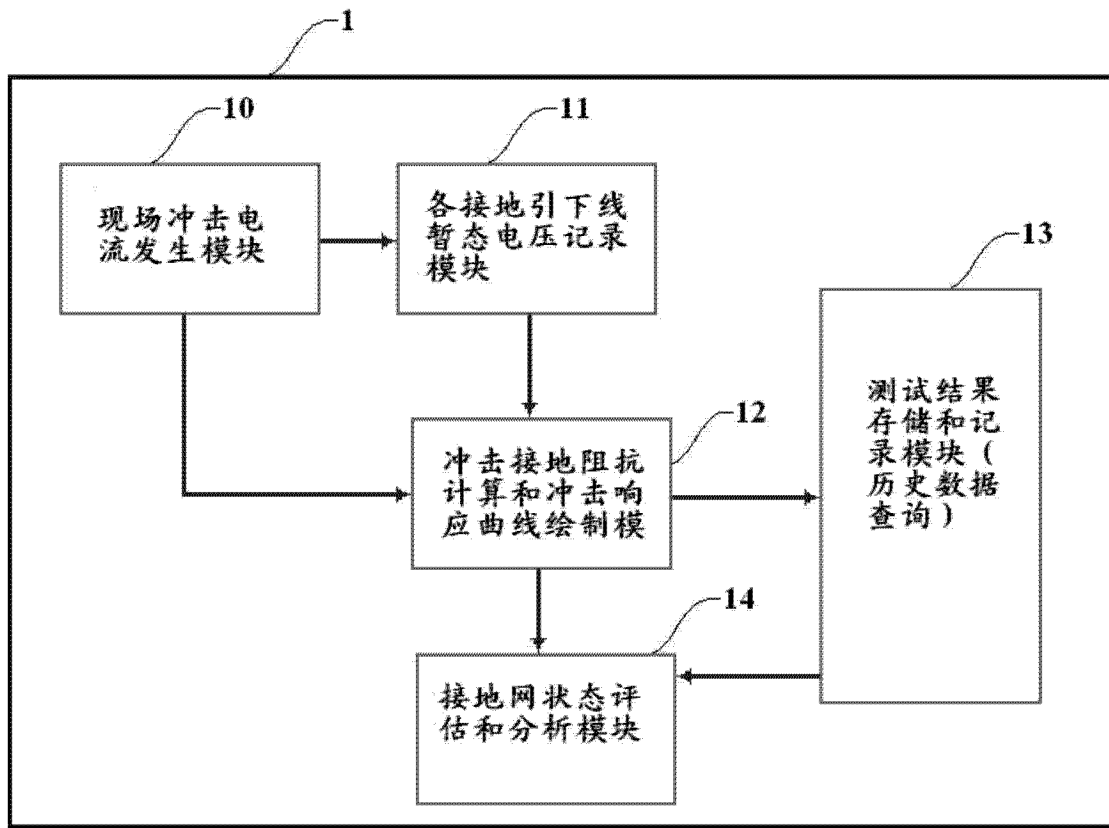 1
10
现场冲击电
流发生模块
11
各接地引下线
暂态电压记录
模块
12
冲击接地阻抗
计算和冲击响
应曲线绘制模
13
测试结果
存储和记
录模块(
历史数据
查询)
14
接地网状态评
估和分析模块